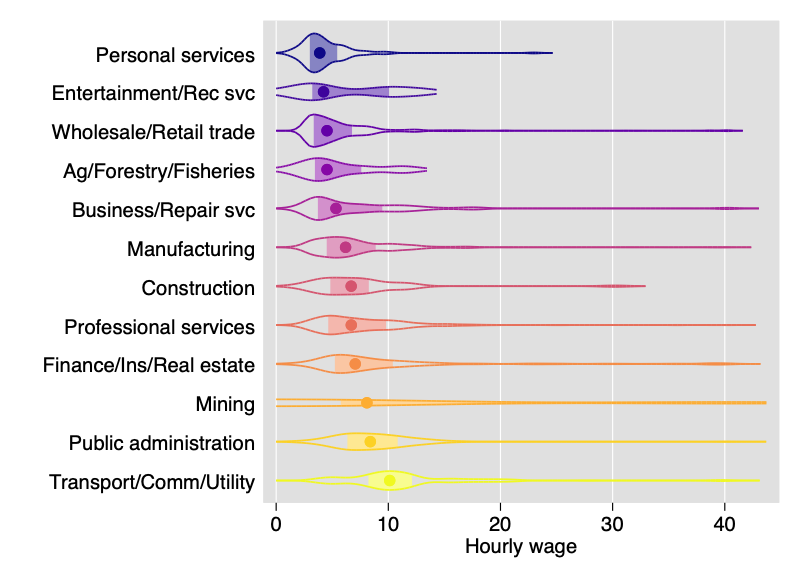 Personal services
Entertainment/Rec svc
Wholesale/Retail trade
Ag/Forestry/Fisheries
Business/Repair svc
Manufacturing
Construction
Professional services
Finance/Ins/Real estate
Mining
Public administration
Transport/Comm/Utility
0 10 20 30 40
Hourly wage